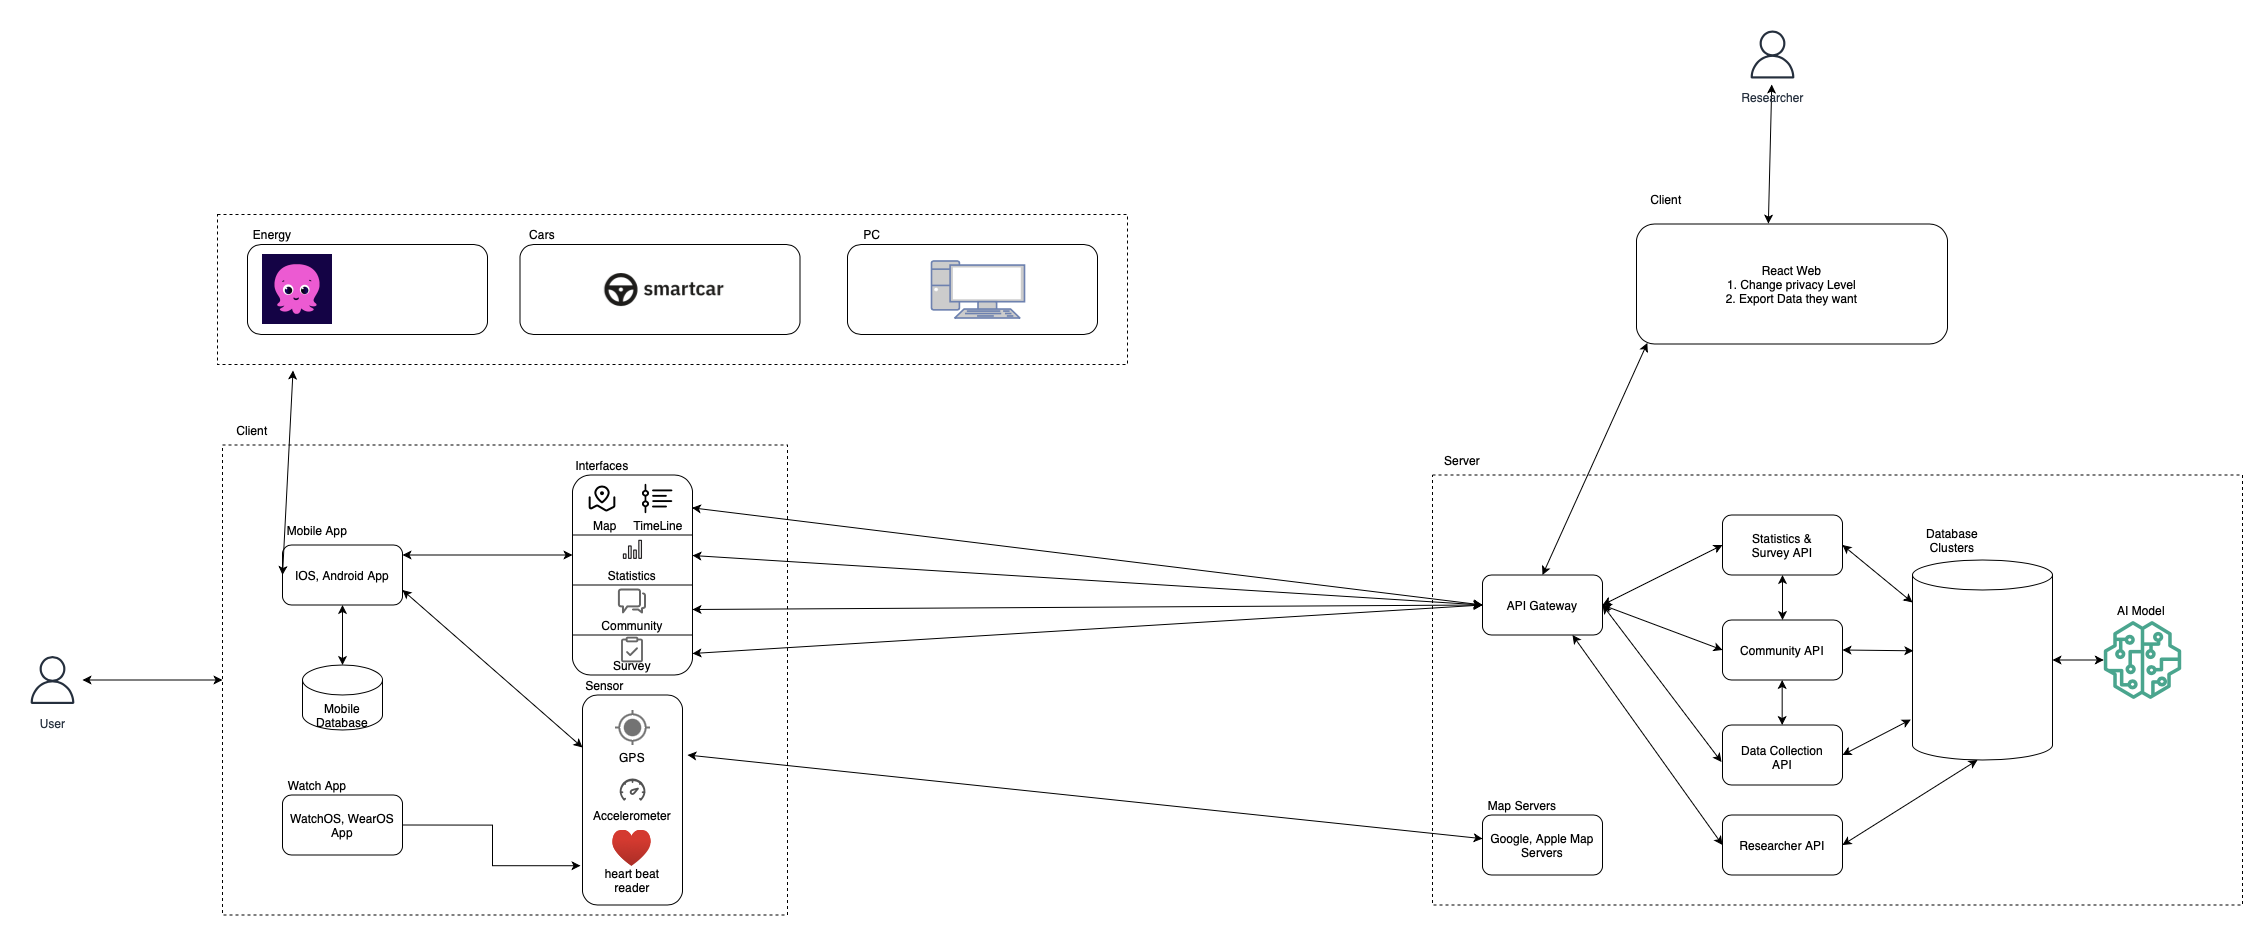 Researcher
Client
React Web
1. Change privacy Level
2. Export Data they want
Energy
Cars
PC
smartcar
Client
Interfaces
Map
TimeLine
Statistics
Community
Survey
Mobile App
IOS, Android App
Mobile
Database
User
Sensor
GPS
Accelerometer
heart beat
reader
Watch App
WatchOS, WearOS
App
Server
API Gateway
Statistics &
Survey API
Community API
Data Collection
API
Researcher API
Database
Clusters
AI Model
Map Servers
Google, Apple Map
Servers